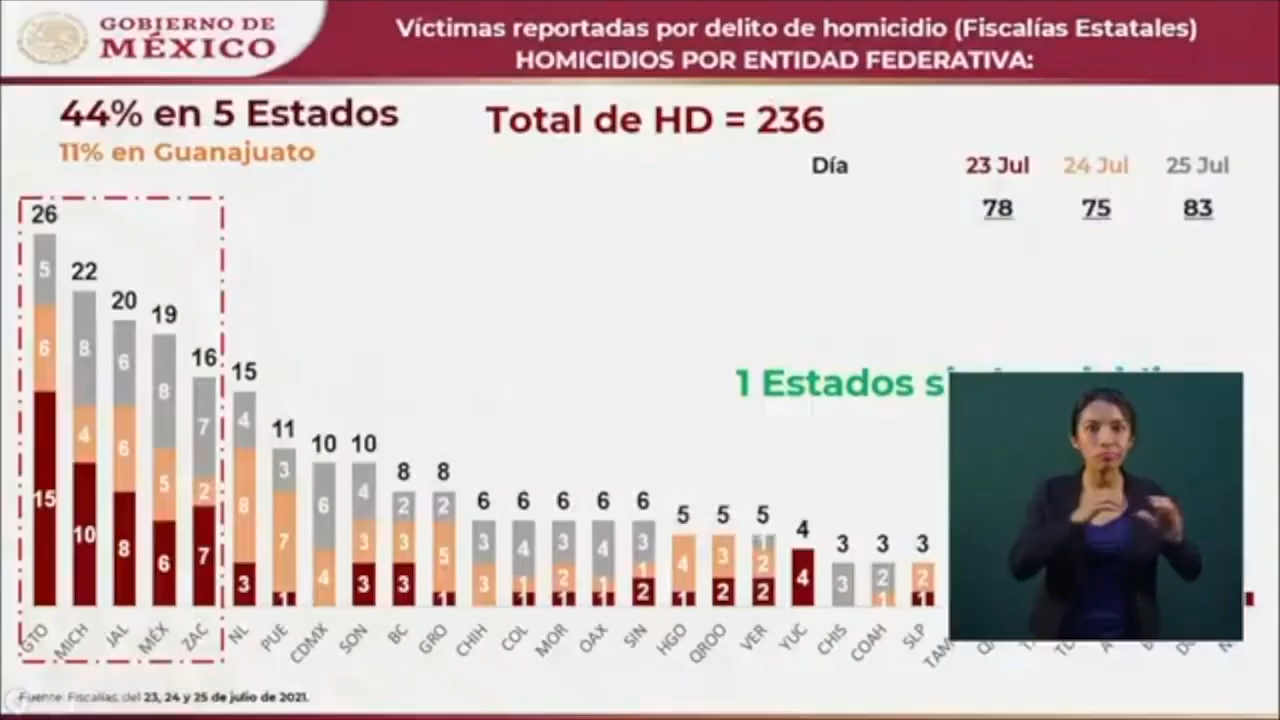 GOBIERNO DE
MÉXICO
Víctimas reportadas por delito de homicidio (Fiscalías Estatales)
HOMICIDIOS POR ENTIDAD FEDERATIVA:
44% en 5 Estados
11% en Guanajuato
Total de HD = 236
Día 23 Jul 24 Jul 25 Jul
78 75 83
1 Estados
26 22 20 19 16 15 11 10 10 8 8 6 6 6 6 6 5 5 5 4 3 3 3
5 8 6 8 7 4 3 6 4 2 2 3 4 3 4 3 1 3 2
6 4 6 5 2 8 7 4 3 3 5 3 1 2 1 1 4 3 2 1 2
15 10 8 6 7 3 1 3 3 1 1 1 1 2 1 2 2 4 1
GTO MICH JAL MÉX ZAC NL PUE CDMX SON BC GRO CHIH COL MOR OAX SIN HGO QROO VER YUC CHIS COAH SLP
Fuente: Fiscalías, del 23, 24 y 25 de julio de 2021.